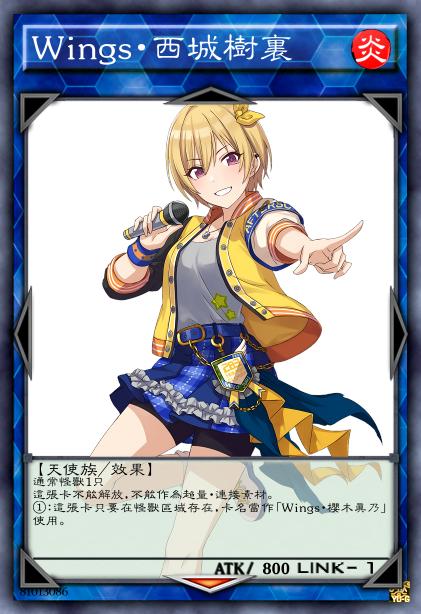 Wings・西城樹裏
炎
AFT-ROU
【天使族／效果】
通常怪獸1只
這張卡不能解放，不能作為超量・連接素材。
①：這張卡只要在怪獸區域存在，卡名當作「Wings・櫻木真乃」
使用。
ATK/ 800 LINK-1
81013086